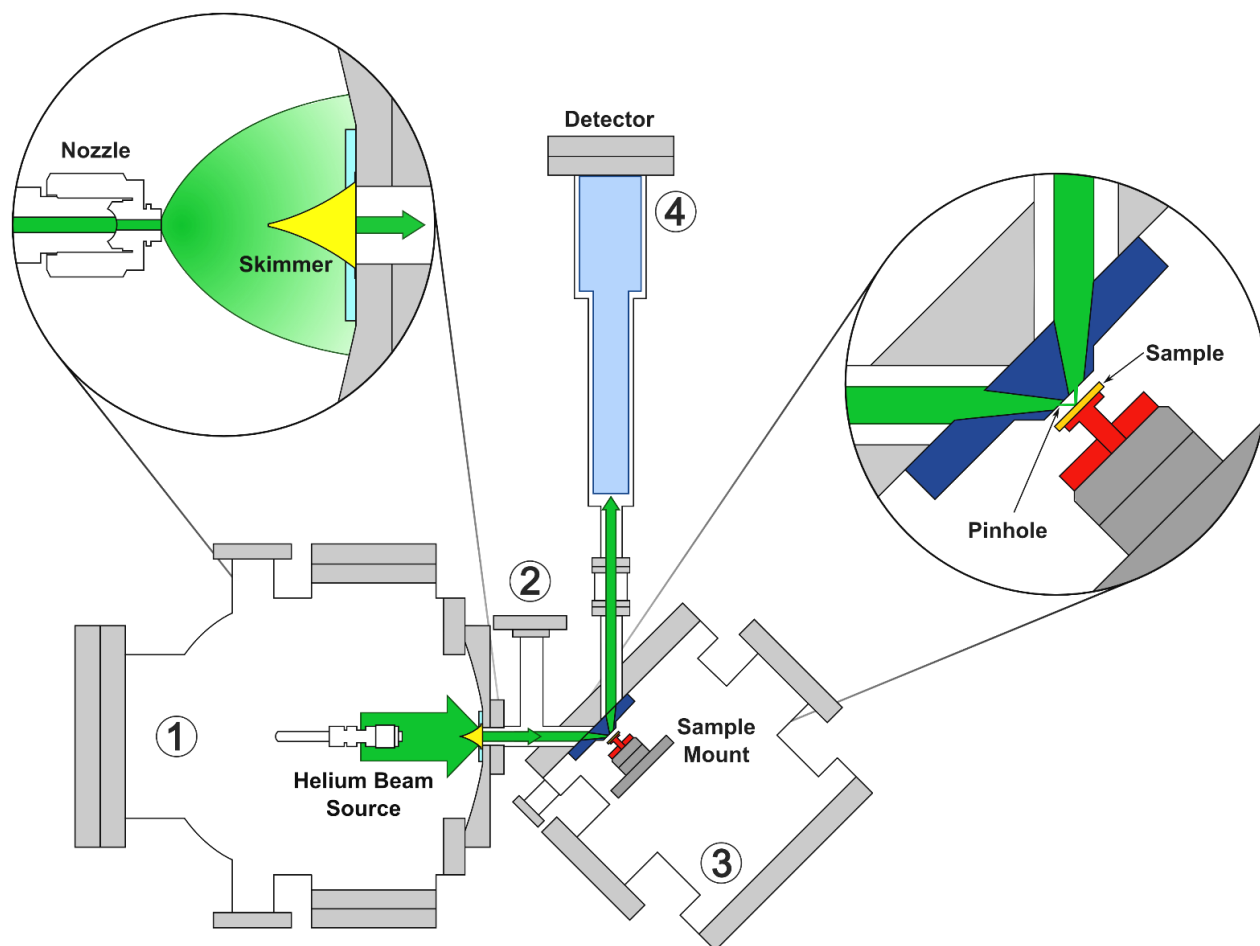 Nozzle
Skimmer
Detector
4
Sample
Pinhole
2
1
Helium Beam
Source
Sample
Mount
3